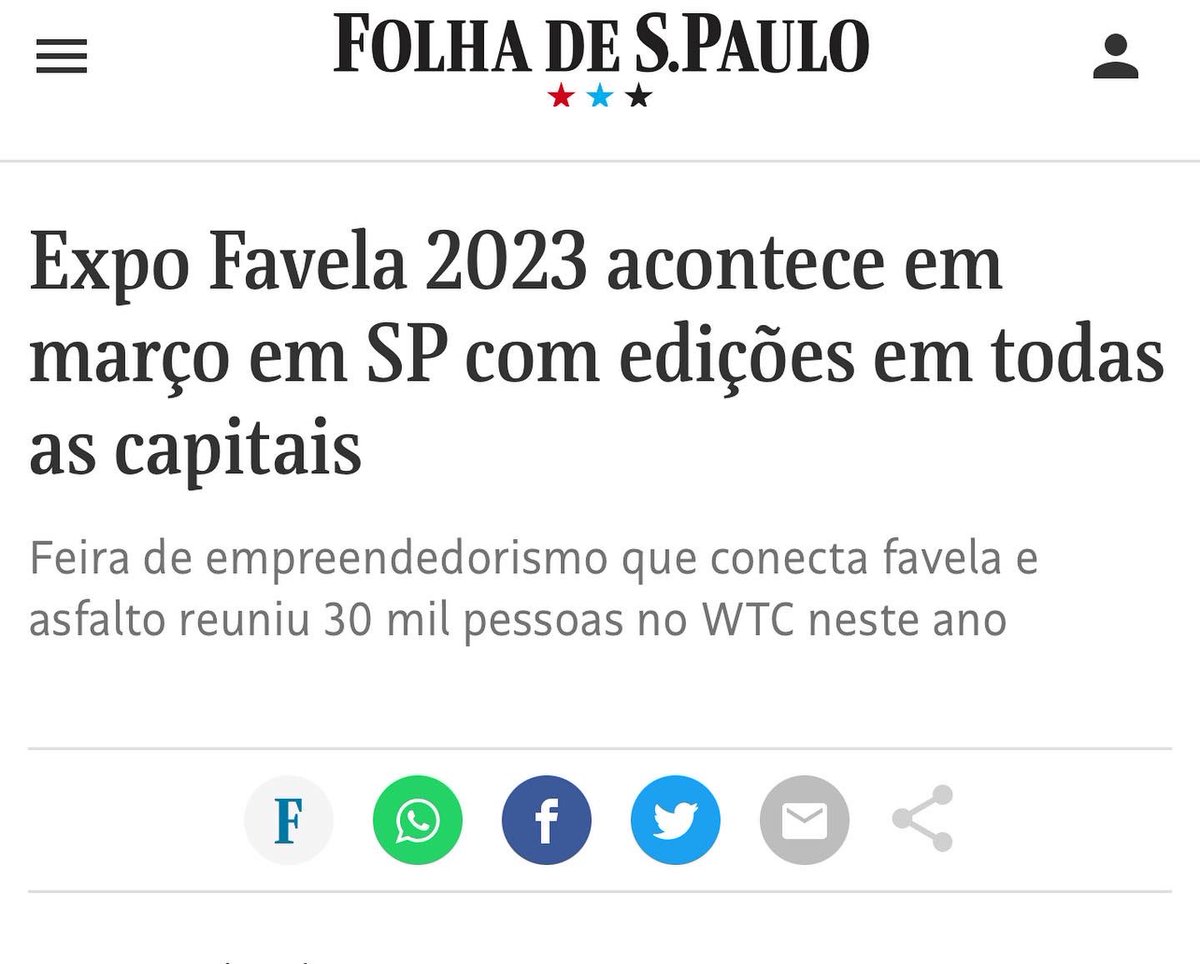 FOLHA DE S.PAULO
Expo Favela 2023 acontece em
março em SP com edições em todas
as capitais
Feira de empreendedorismo que conecta favela e
asfalto reuniu 30 mil pessoas no WTC neste ano
F